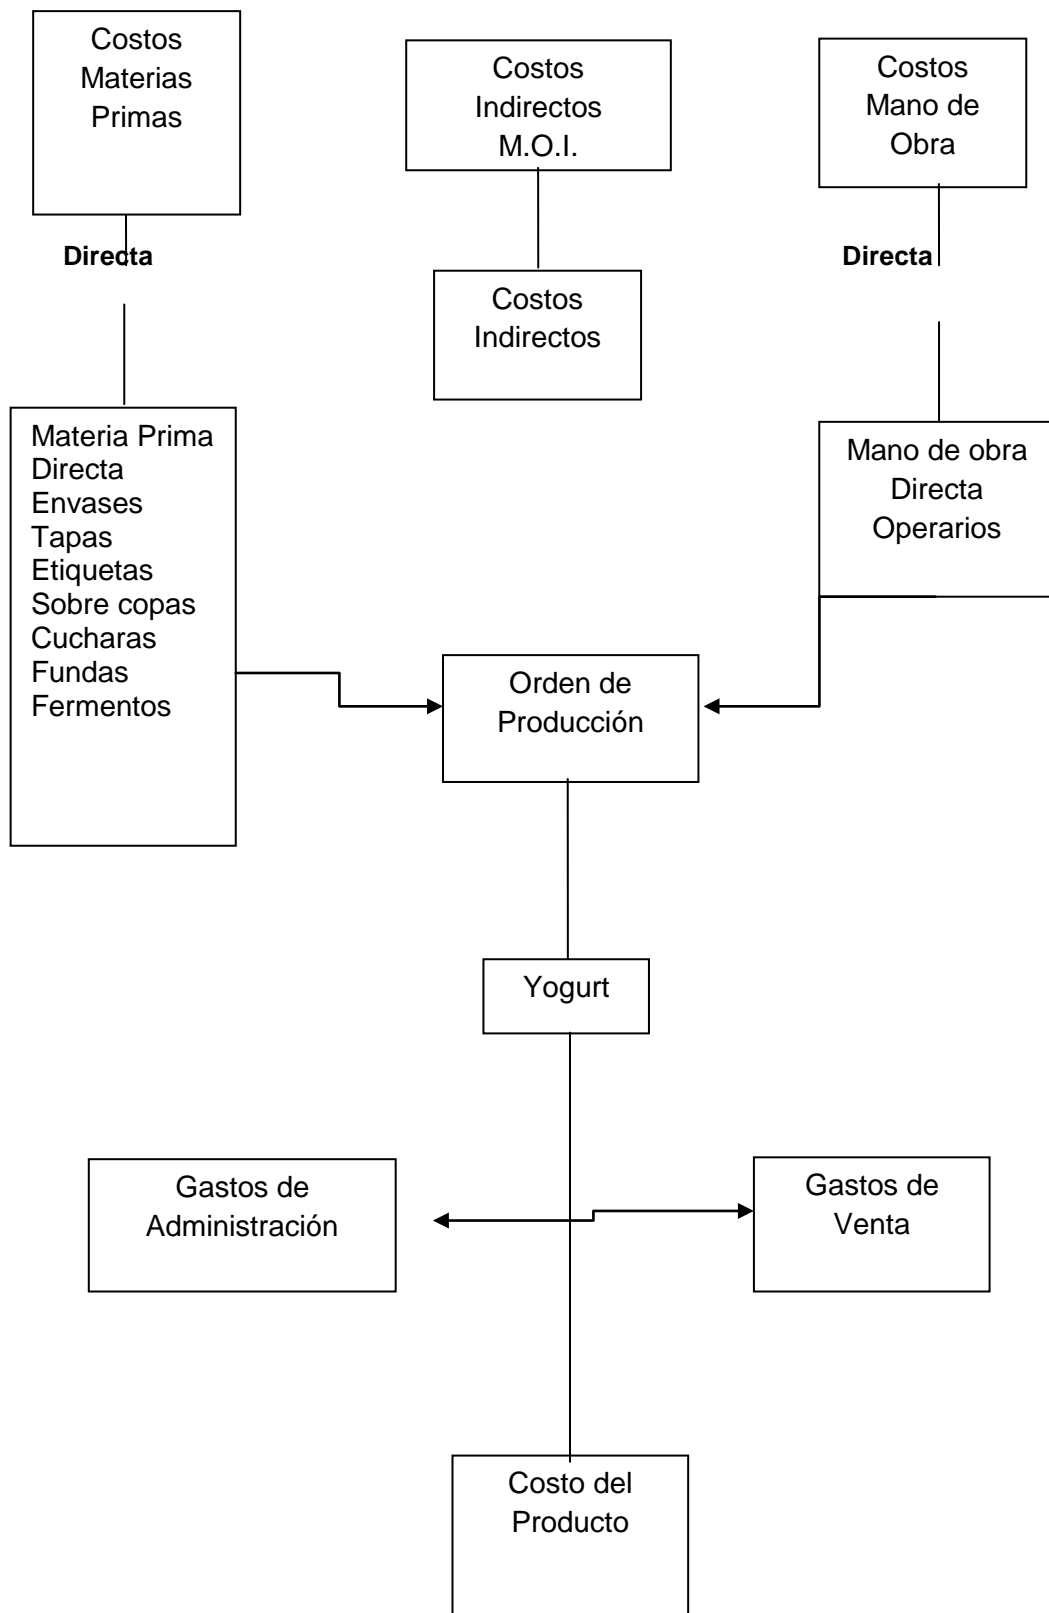 Costos
Materias
Primas
Costos
Indirectos
M.O.I.
Costos
Mano de
Obra
Directa
Directa
Costos
Indirectos
Materia Prima
Directa
Envases
Tapas
Etiquetas
Sobre copas
Cucharas
Fundas
Fermentos
Mano de obra
Directa
Operarios
Orden de
Producción
Yogurt
Gastos de
Administración
Gastos de
Venta
Costo del
Producto